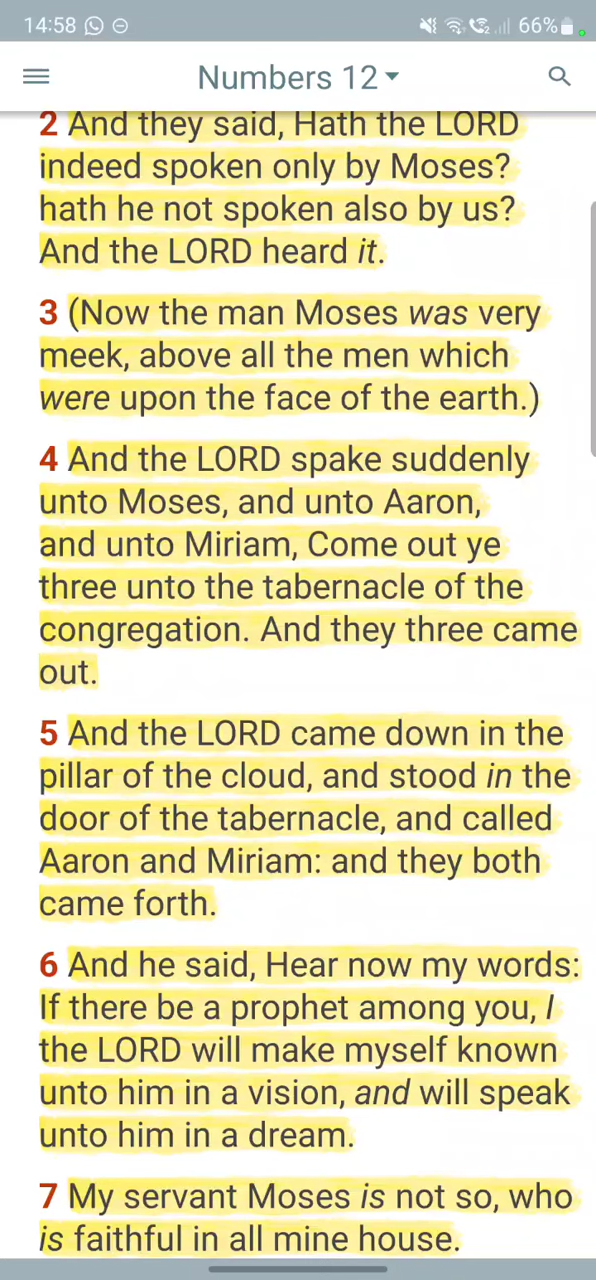 14:58 66%
Numbers 12
2 And they said, Hath the LORD
indeed spoken only by Moses?
hath he not spoken also by us?
And the LORD heard it.
3 (Now the man Moses was very
meek, above all the men which
were upon the face of the earth.)
4 And the LORD spake suddenly
unto Moses, and unto Aaron,
and unto Miriam, Come out ye
three unto the tabernacle of the
congregation. And they three came
out.
5 And the LORD came down in the
pillar of the cloud, and stood in the
door of the tabernacle, and called
Aaron and Miriam: and they both
came forth.
6 And he said, Hear now my words:
If there be a prophet among you, I
the LORD will make myself known
unto him in a vision, and will speak
unto him in a dream.
7 My servant Moses is not so, who
is faithful in all mine house.